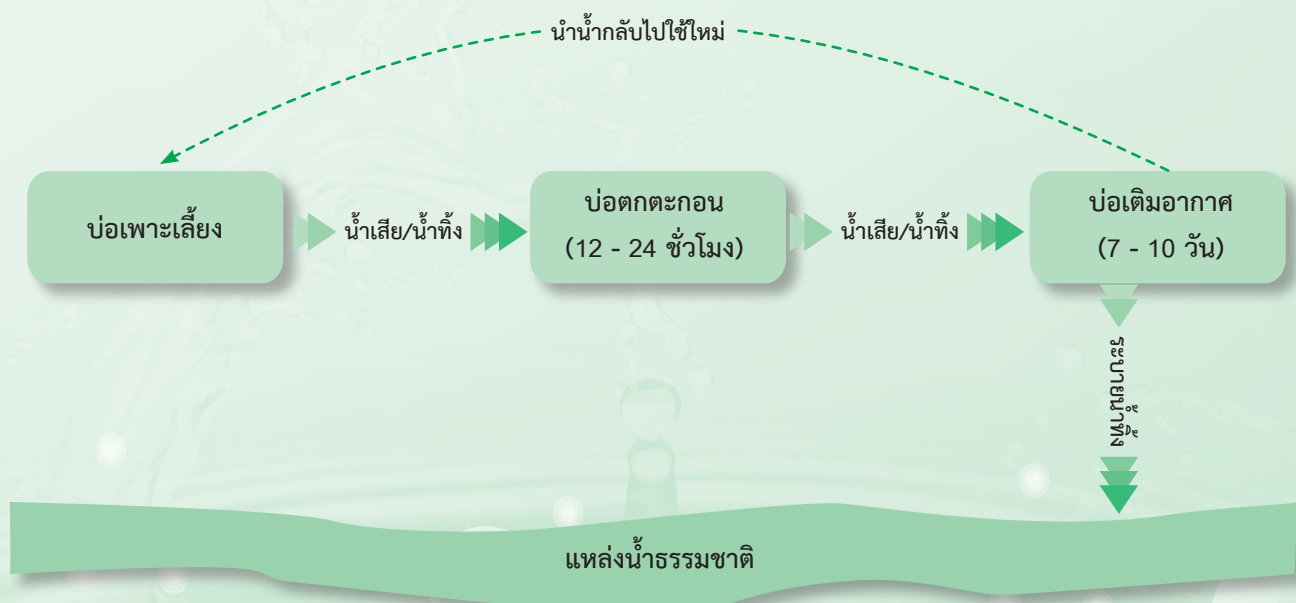 นำน้ำกลับไปใช้ใหม่
บ่อเพาะเลี้ยง
น้ำเสีย/น้ำทิ้ง
บ่อตกตะกอน
(12 - 24 ชั่วโมง)
น้ำเสีย/น้ำทิ้ง
บ่อเติมอากาศ
(7 - 10 วัน)
ระบายน้ำทิ้ง
แหล่งน้ำธรรมชาติ